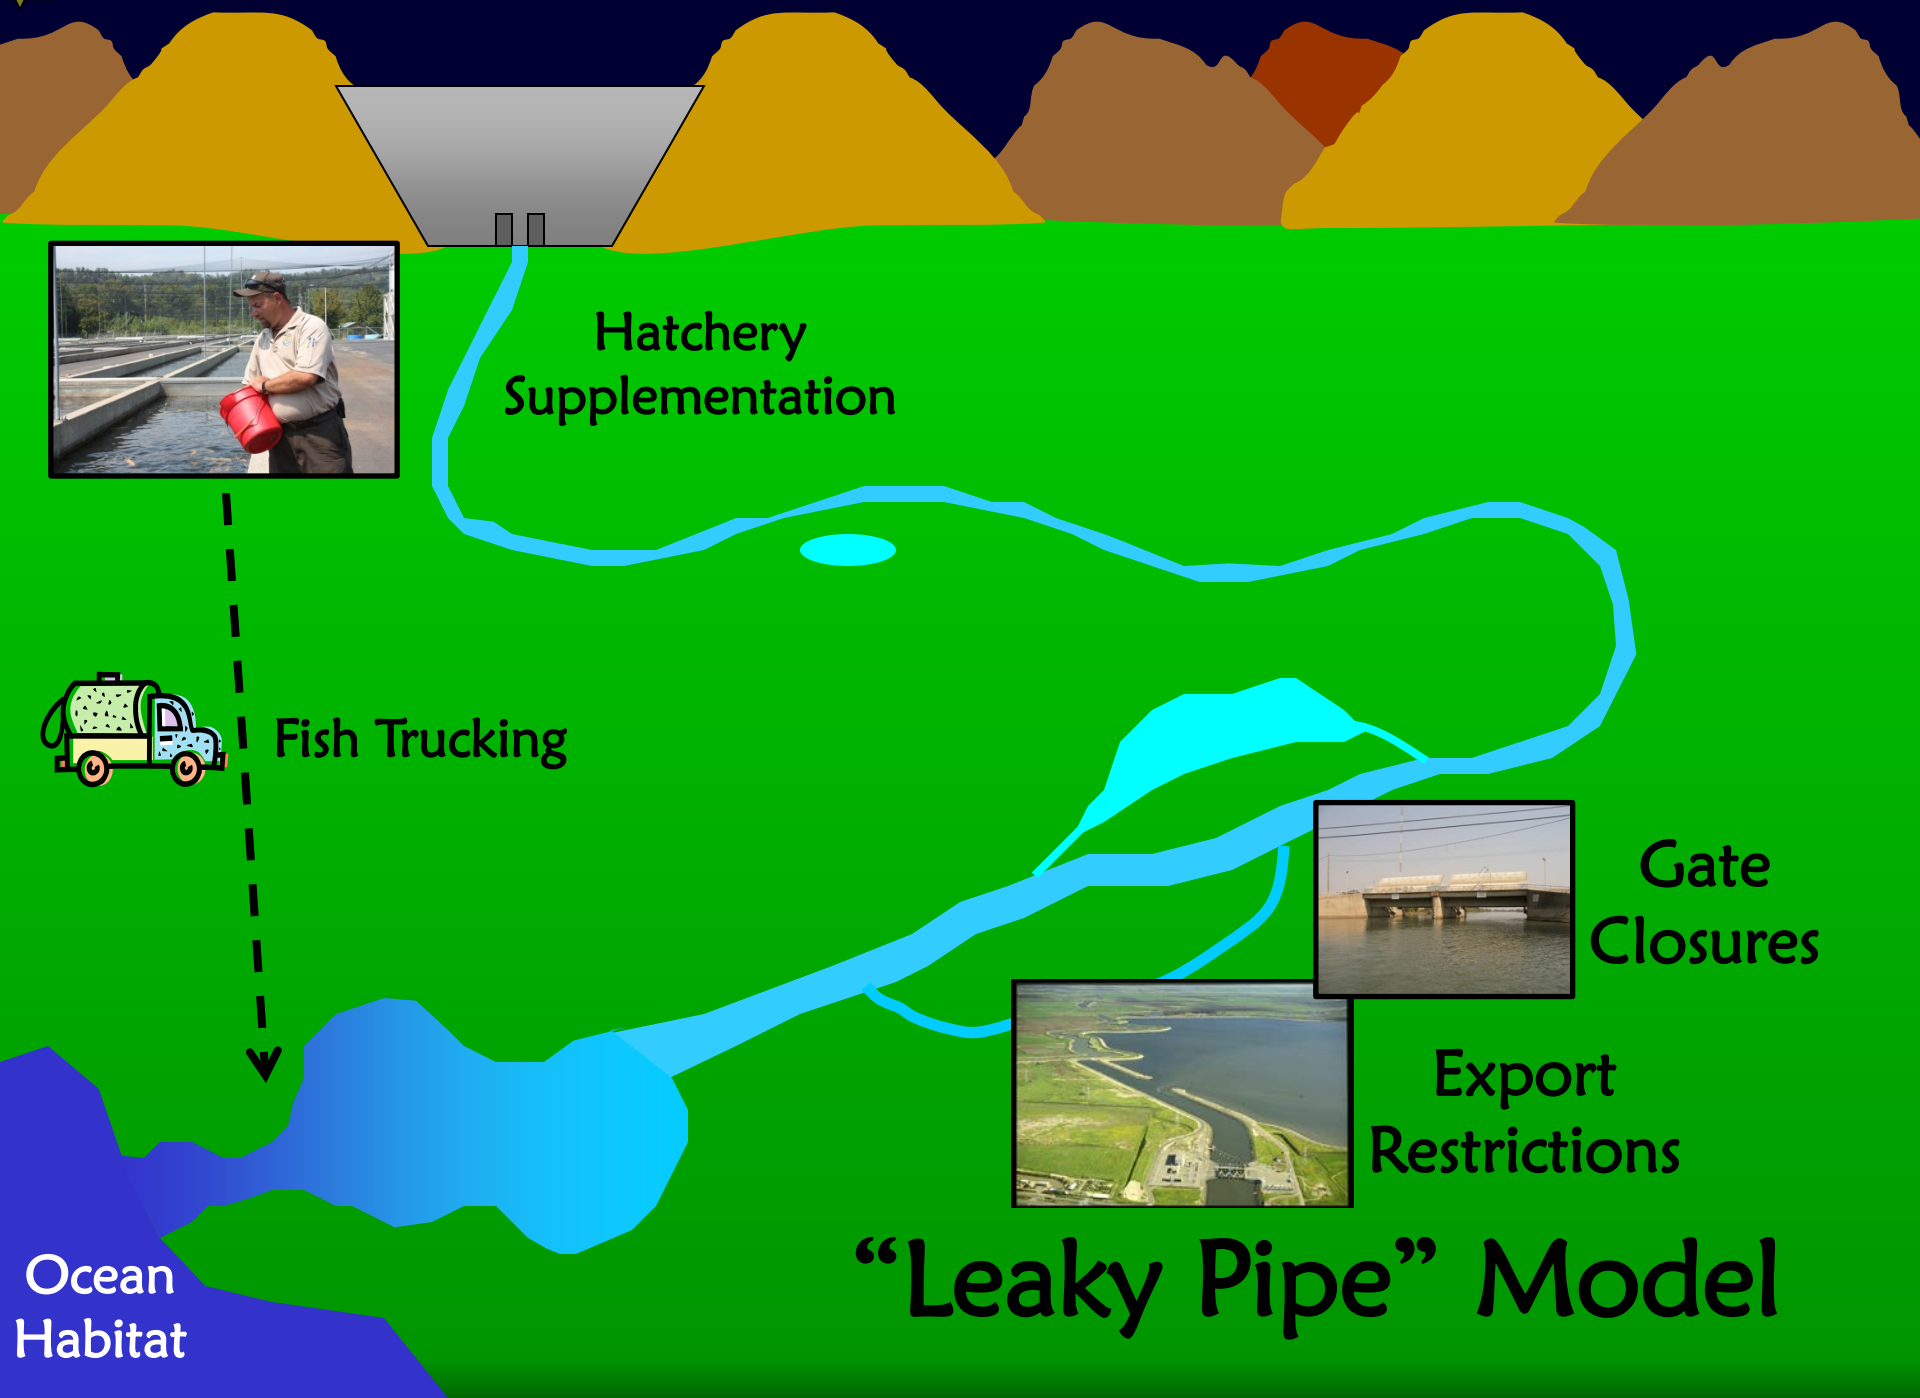 Hatchery
Supplementation
Fish Trucking
Gate
Closures
Export
Restrictions
“Leaky Pipe” Model
Ocean
Habitat